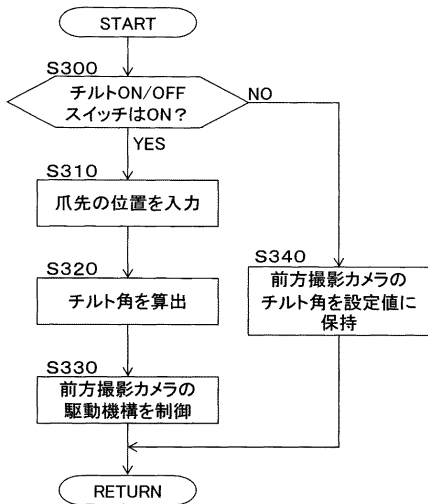 START
S300
チルトON/OFF
スイッチはON?
NO
YES
S310
爪先の位置を入力
S320
チルト角を算出
S340
前方撮影カメラの
チルト角を設定値に
保持
S330
前方撮影カメラの
駆動機構を制御
RETURN